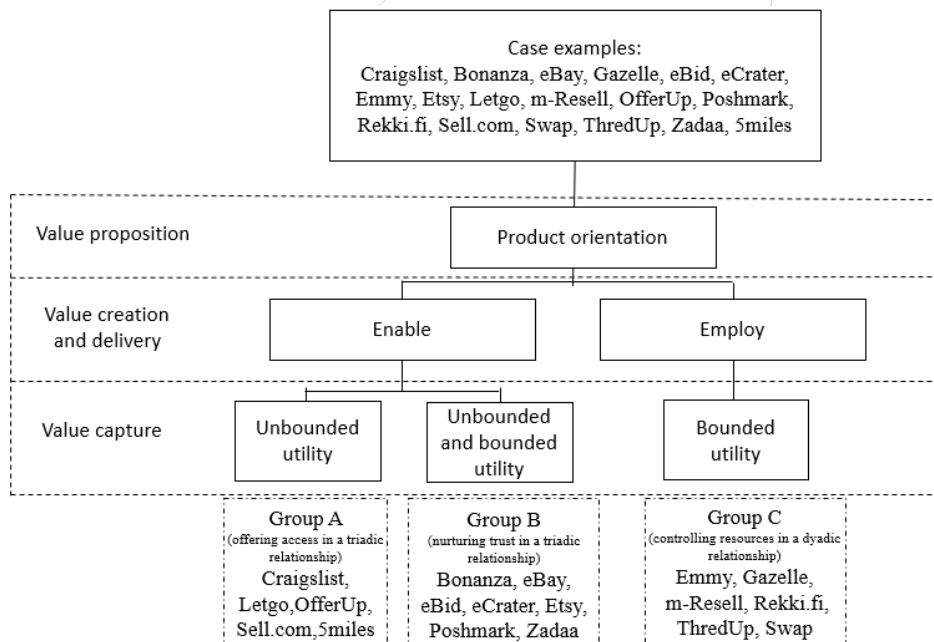 Case examples:
Craigslist, Bonanza, eBay, Gazelle, eBid, eCrater,
Emmy, Etsy, Letgo, m-Resell, OfferUp, Poshmark,
Rekki.fi, Sell.com, Swap, ThredUp, Zadaa, 5miles
Value proposition
Product orientation
Value creation
and delivery
Enable
Employ
Value capture
Unbounded
utility
Unbounded
and bounded
utility
Bounded
utility
Group A
(offering access in a triadic
relationship)
Craigslist,
Letgo,OfferUp,
Sell.com,5miles
Group B
(nurturing trust in a triadic
relationship)
Bonanza, eBay,
eBid, eCrater, Etsy,
Poshmark, Zadaa
Group C
(controlling resources in a dyadic
relationship)
Emmy, Gazelle,
m-Resell, Rekki.fi,
ThredUp, Swap